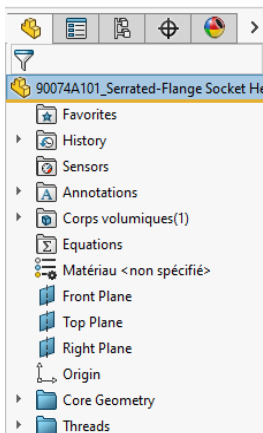 90074A101_Serrated-Flange Socket He
Favorites
History
Sensors
Annotations
Corps volumiques(1)
Equations
Matériau <non spécifié>
Front Plane
Top Plane
Right Plane
Origin
Core Geometry
Threads